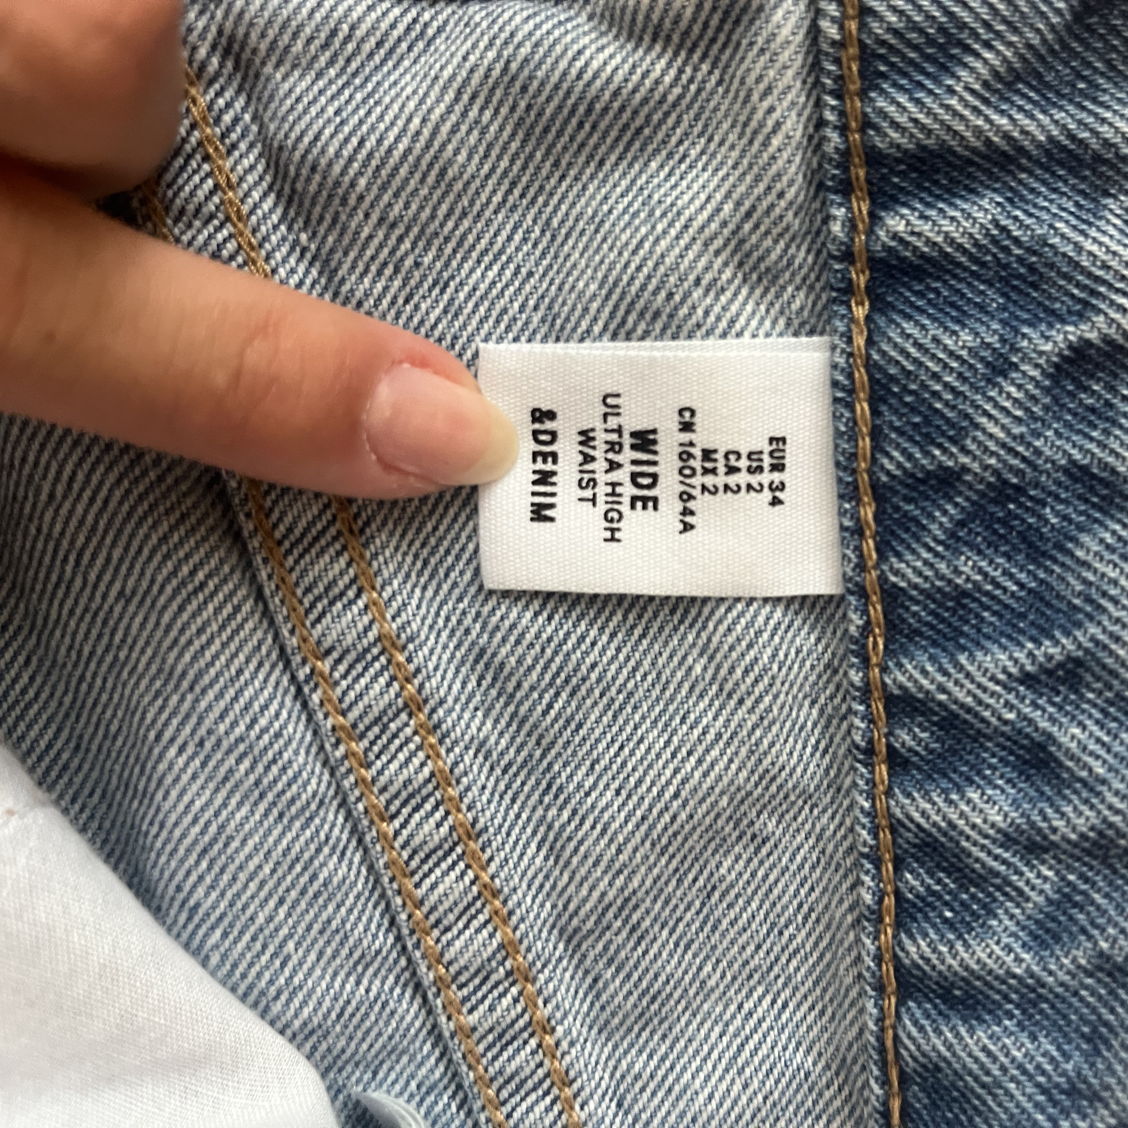 EUR 34
US 2
CA 2
MX 2
CN 160/64A
WIDE
ULTRA HIGH
WAIST
&DENIM